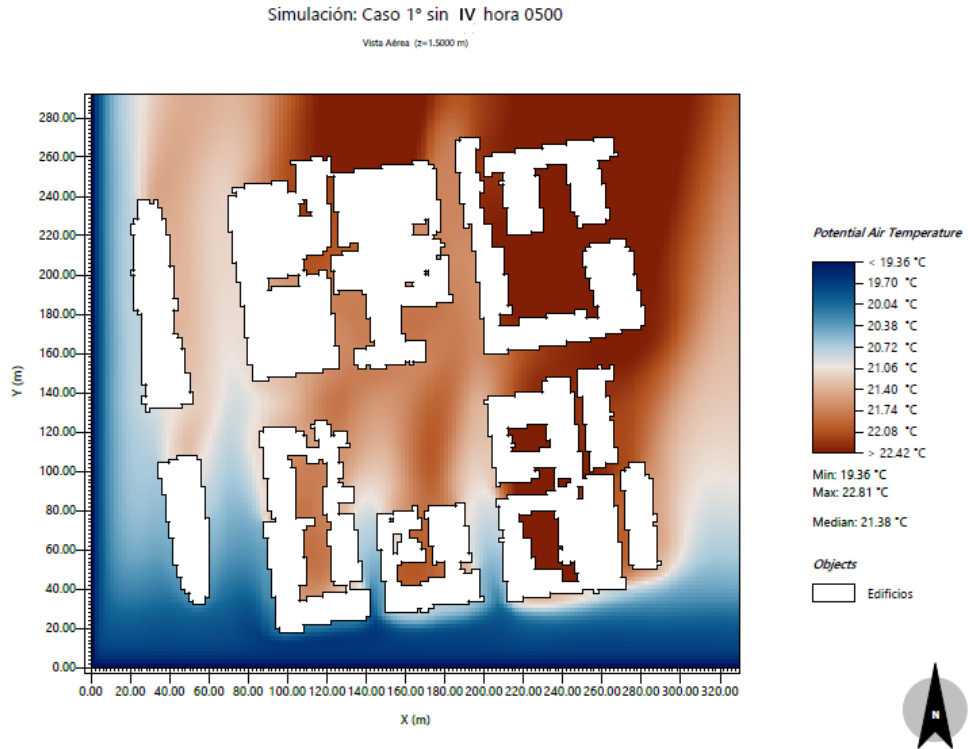 Simulación: Caso 1° sin IV hora 0500
Vista Aérea (z=1.5000 m)
280.00
260.00
240.00
220.00
200.00
180.00
160.00
140.00
120.00
100.00
80.00
60.00
40.00
20.00
0.00
Y (m)
0.00 20.00 40.00 60.00 80.00 100.00 120.00 140.00 160.00 180.00 200.00 220.00 240.00 260.00 280.00 300.00 320.00
X (m)
Potential Air Temperature
< 19.36 °C
19.70 °C
20.04 °C
20.38 °C
20.72 °C
21.06 °C
21.40 °C
21.74 °C
22.08 °C
> 22.42 °C
Min: 19.36 °C
Max: 22.81 °C
Median: 21.38 °C
Objects
Edificios
N